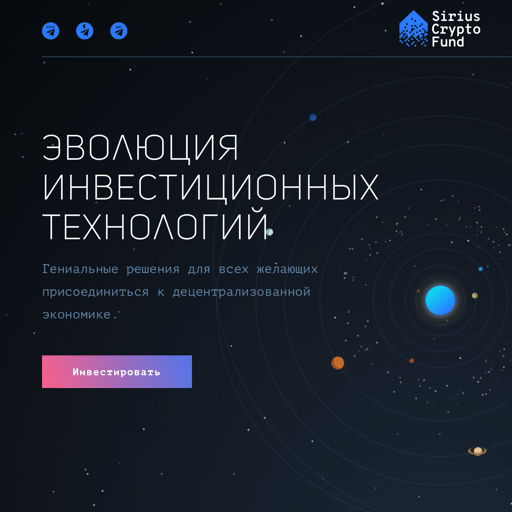 Sirius
Crypto
Fund
ЭВОЛЮЦИЯ
ИНВЕСТИЦИОННЫХ
ТЕХНОЛОГИЙ
Гениальные решения для всех желающих
присоединиться к децентрализованной
экономике.
Инвестировать